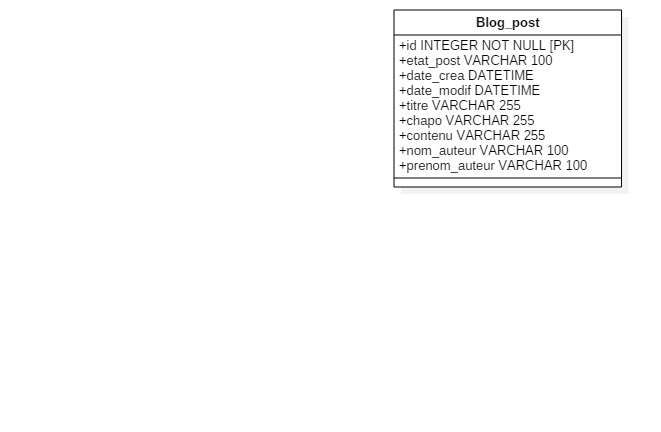 Blog_post
+id INTEGER NOT NULL [PK]
+etat_post VARCHAR 100
+date_crea DATETIME
+date_modif DATETIME
+titre VARCHAR 255
+chapo VARCHAR 255
+contenu VARCHAR 255
+nom_auteur VARCHAR 100
+prenom_auteur VARCHAR 100